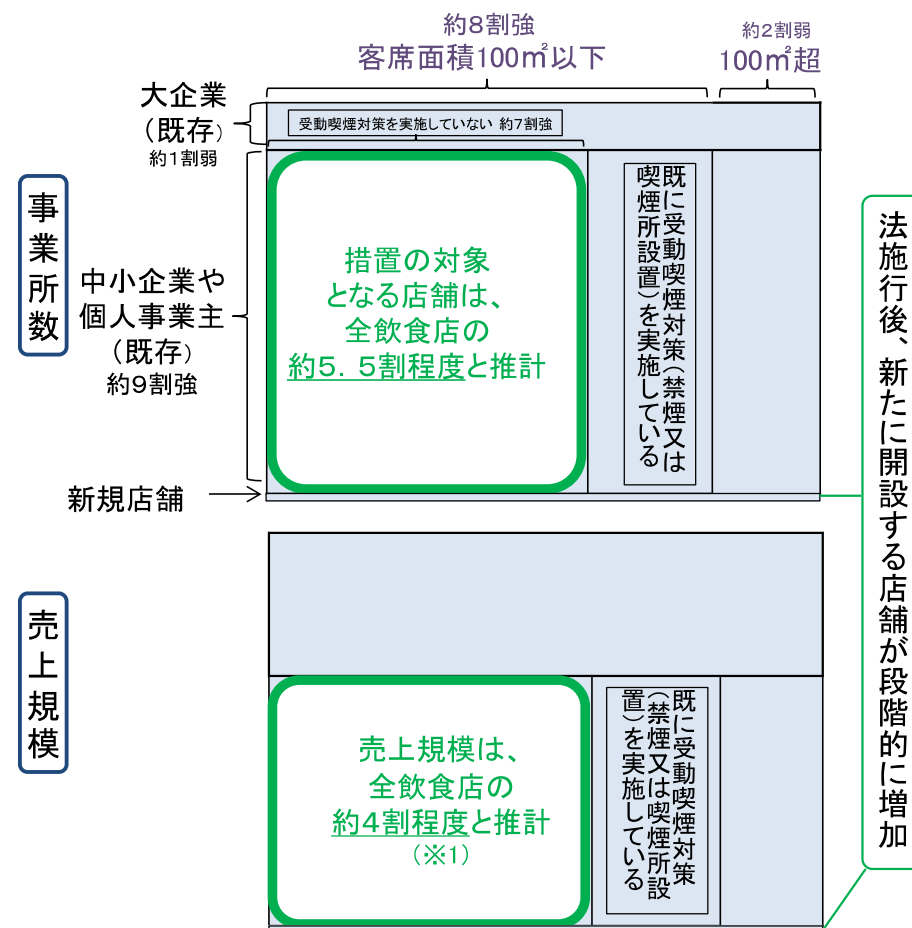 約８割強
客席面積100㎡以下
約２割弱
100㎡超
大企業
（既存）
約１割弱
受動喫煙対策を実施していない 約７割強
事業所数
中小企業や
個人事業主
（既存）
約９割強
措置の対象
となる店舗は、
全飲食店の
約５．５割程度と推計
既に受動喫煙対策（禁煙又は
喫煙所設置）を実施している
新規店舗
法施行後、新たに開設する店舗が段階的に増加
売上規模
売上規模は、
全飲食店の
約４割程度と推計
（※1）
既に受動喫煙対策
（禁煙又は喫煙所設
置）を実施している